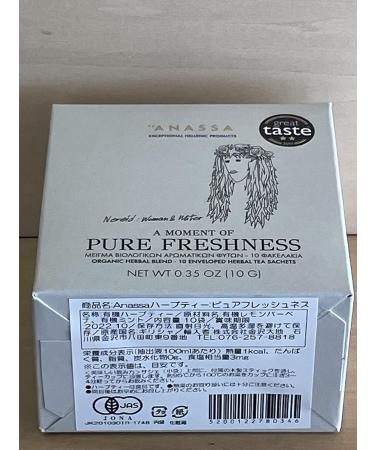 ANASSA
EXCEPTIONAL HELLENIC PRODUCTS
great
taste
Nereid: Woman & Water
A MOMENT OF
PURE FRESHNESS
ΜΕΙΓΜΑ ΒΙΟΛΟΓΙΚΩΝ ΑΡΩΜΑΤΙΚΩΝ ΦΥΤΩΝ - 10 ΦΑΚΕΛΑΚΙΑ
ORGANIC HERBAL BLEND · 10 ENVELOPED HERBAL TEA SACHETS
NET WT 0.35 OZ (10 G)
商品名:Anassaハーブティーピュアフレッシュネス
名称:有機ハーブティー/原材料名:有機レモンバーベ
有機ミント/内容量:10袋/賞味期限
2022.10/保存方法:直射日光、高温多湿を避けて保
/原産国名:ギリシャ/輸入者:株式会社金沢大地 石
川県金沢市八田町東9番地 076-257-8818
栄養成分表示(抽出液100mlあたり) 熱量1kcal、たんぱ
く質、脂質、炭水化物0g、食塩相当量3mg
JAS
JONA
5200122780346